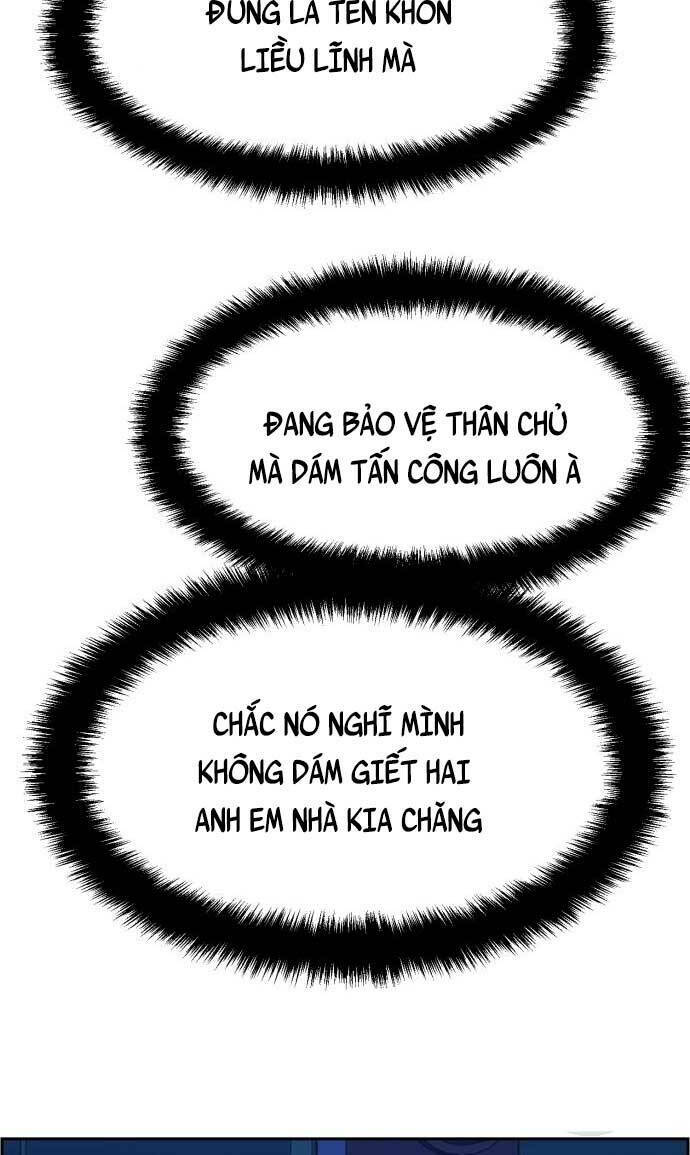 ĐÚNG LÀ TÊN KHỐN
LIỀU LĨNH MÀ
ĐANG BẢO VỆ THÂN CHỦ
MÀ DÁM TẤN CÔNG LUÔN À
CHẮC NÓ NGHĨ MÌNH
KHÔNG DÁM GIẾT HAI
ANH EM NHÀ KIA CHĂNG